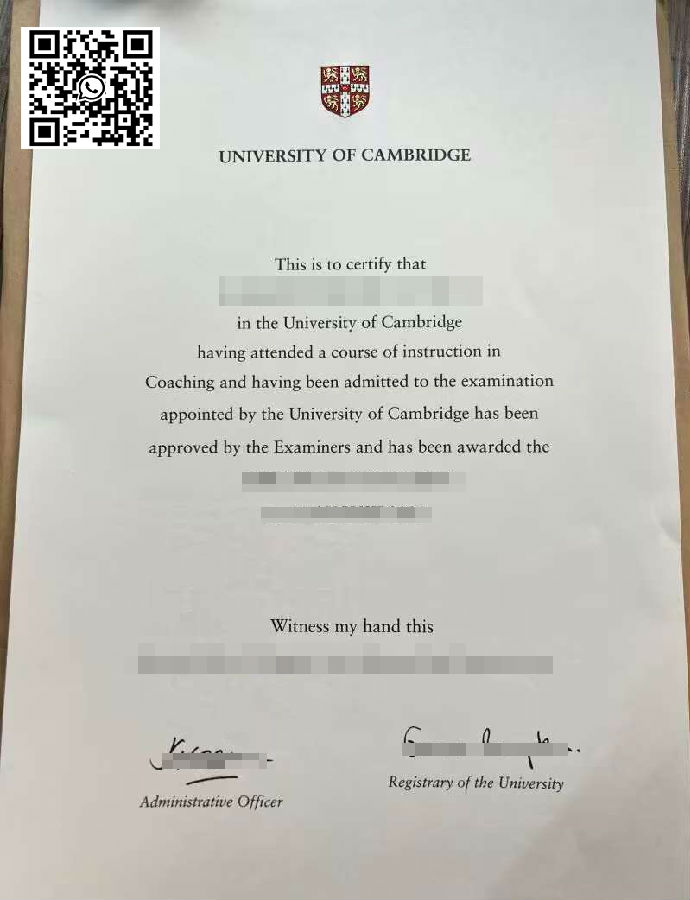 UNIVERSITY OF CAMBRIDGE
This is to certify that
in the University of Cambridge
having attended a course of instruction in
Coaching and having been admitted to the examination
appointed by the University of Cambridge has been
approved by the Examiners and has been awarded the
Witness my hand this
Administrative Officer
Registrary of the University